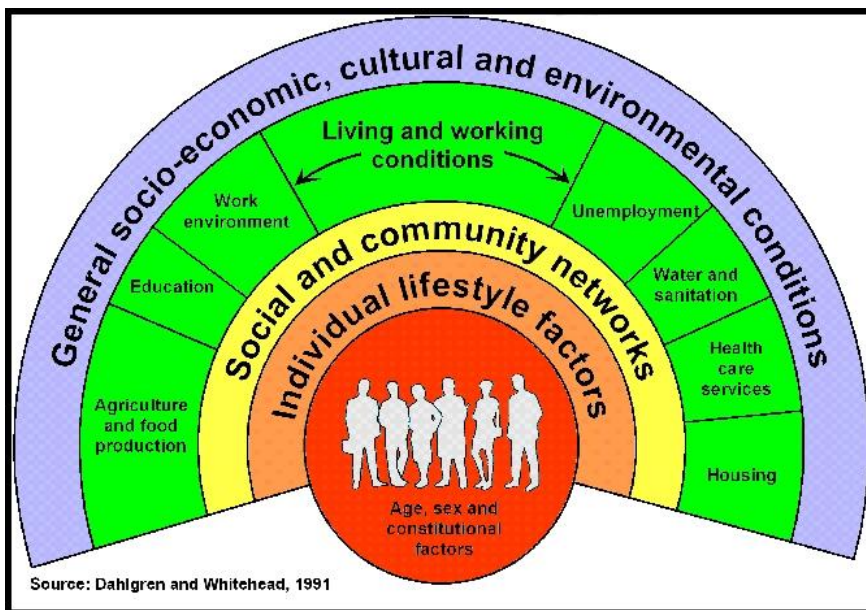 General socio-economic, cultural and environmental conditions
Living and working
conditions
Work
environment
Unemployment
Education
Water and
sanitation
Agriculture
and food
production
Health
care
services
Housing
Social and community networks
Individual lifestyle factors
Age, sex and
constitutional
factors
Source: Dahlgren and Whitehead, 1991